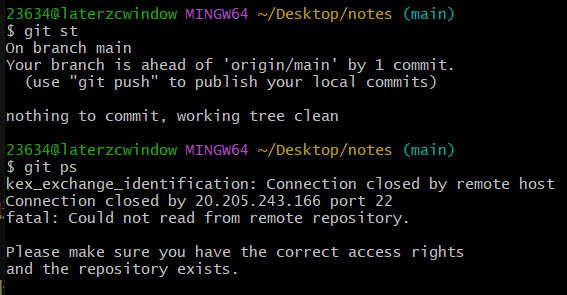 23634@laterzcwindow MINGW64 ~/Desktop/notes (main)
$ git st
On branch main
Your branch is ahead of 'origin/main' by 1 commit.
  (use "git push" to publish your local commits)

nothing to commit, working tree clean

23634@laterzcwindow MINGW64 ~/Desktop/notes (main)
$ git ps
kex_exchange_identification: Connection closed by remote host
Connection closed by 20.205.243.166 port 22
fatal: Could not read from remote repository.

Please make sure you have the correct access rights
and the repository exists.